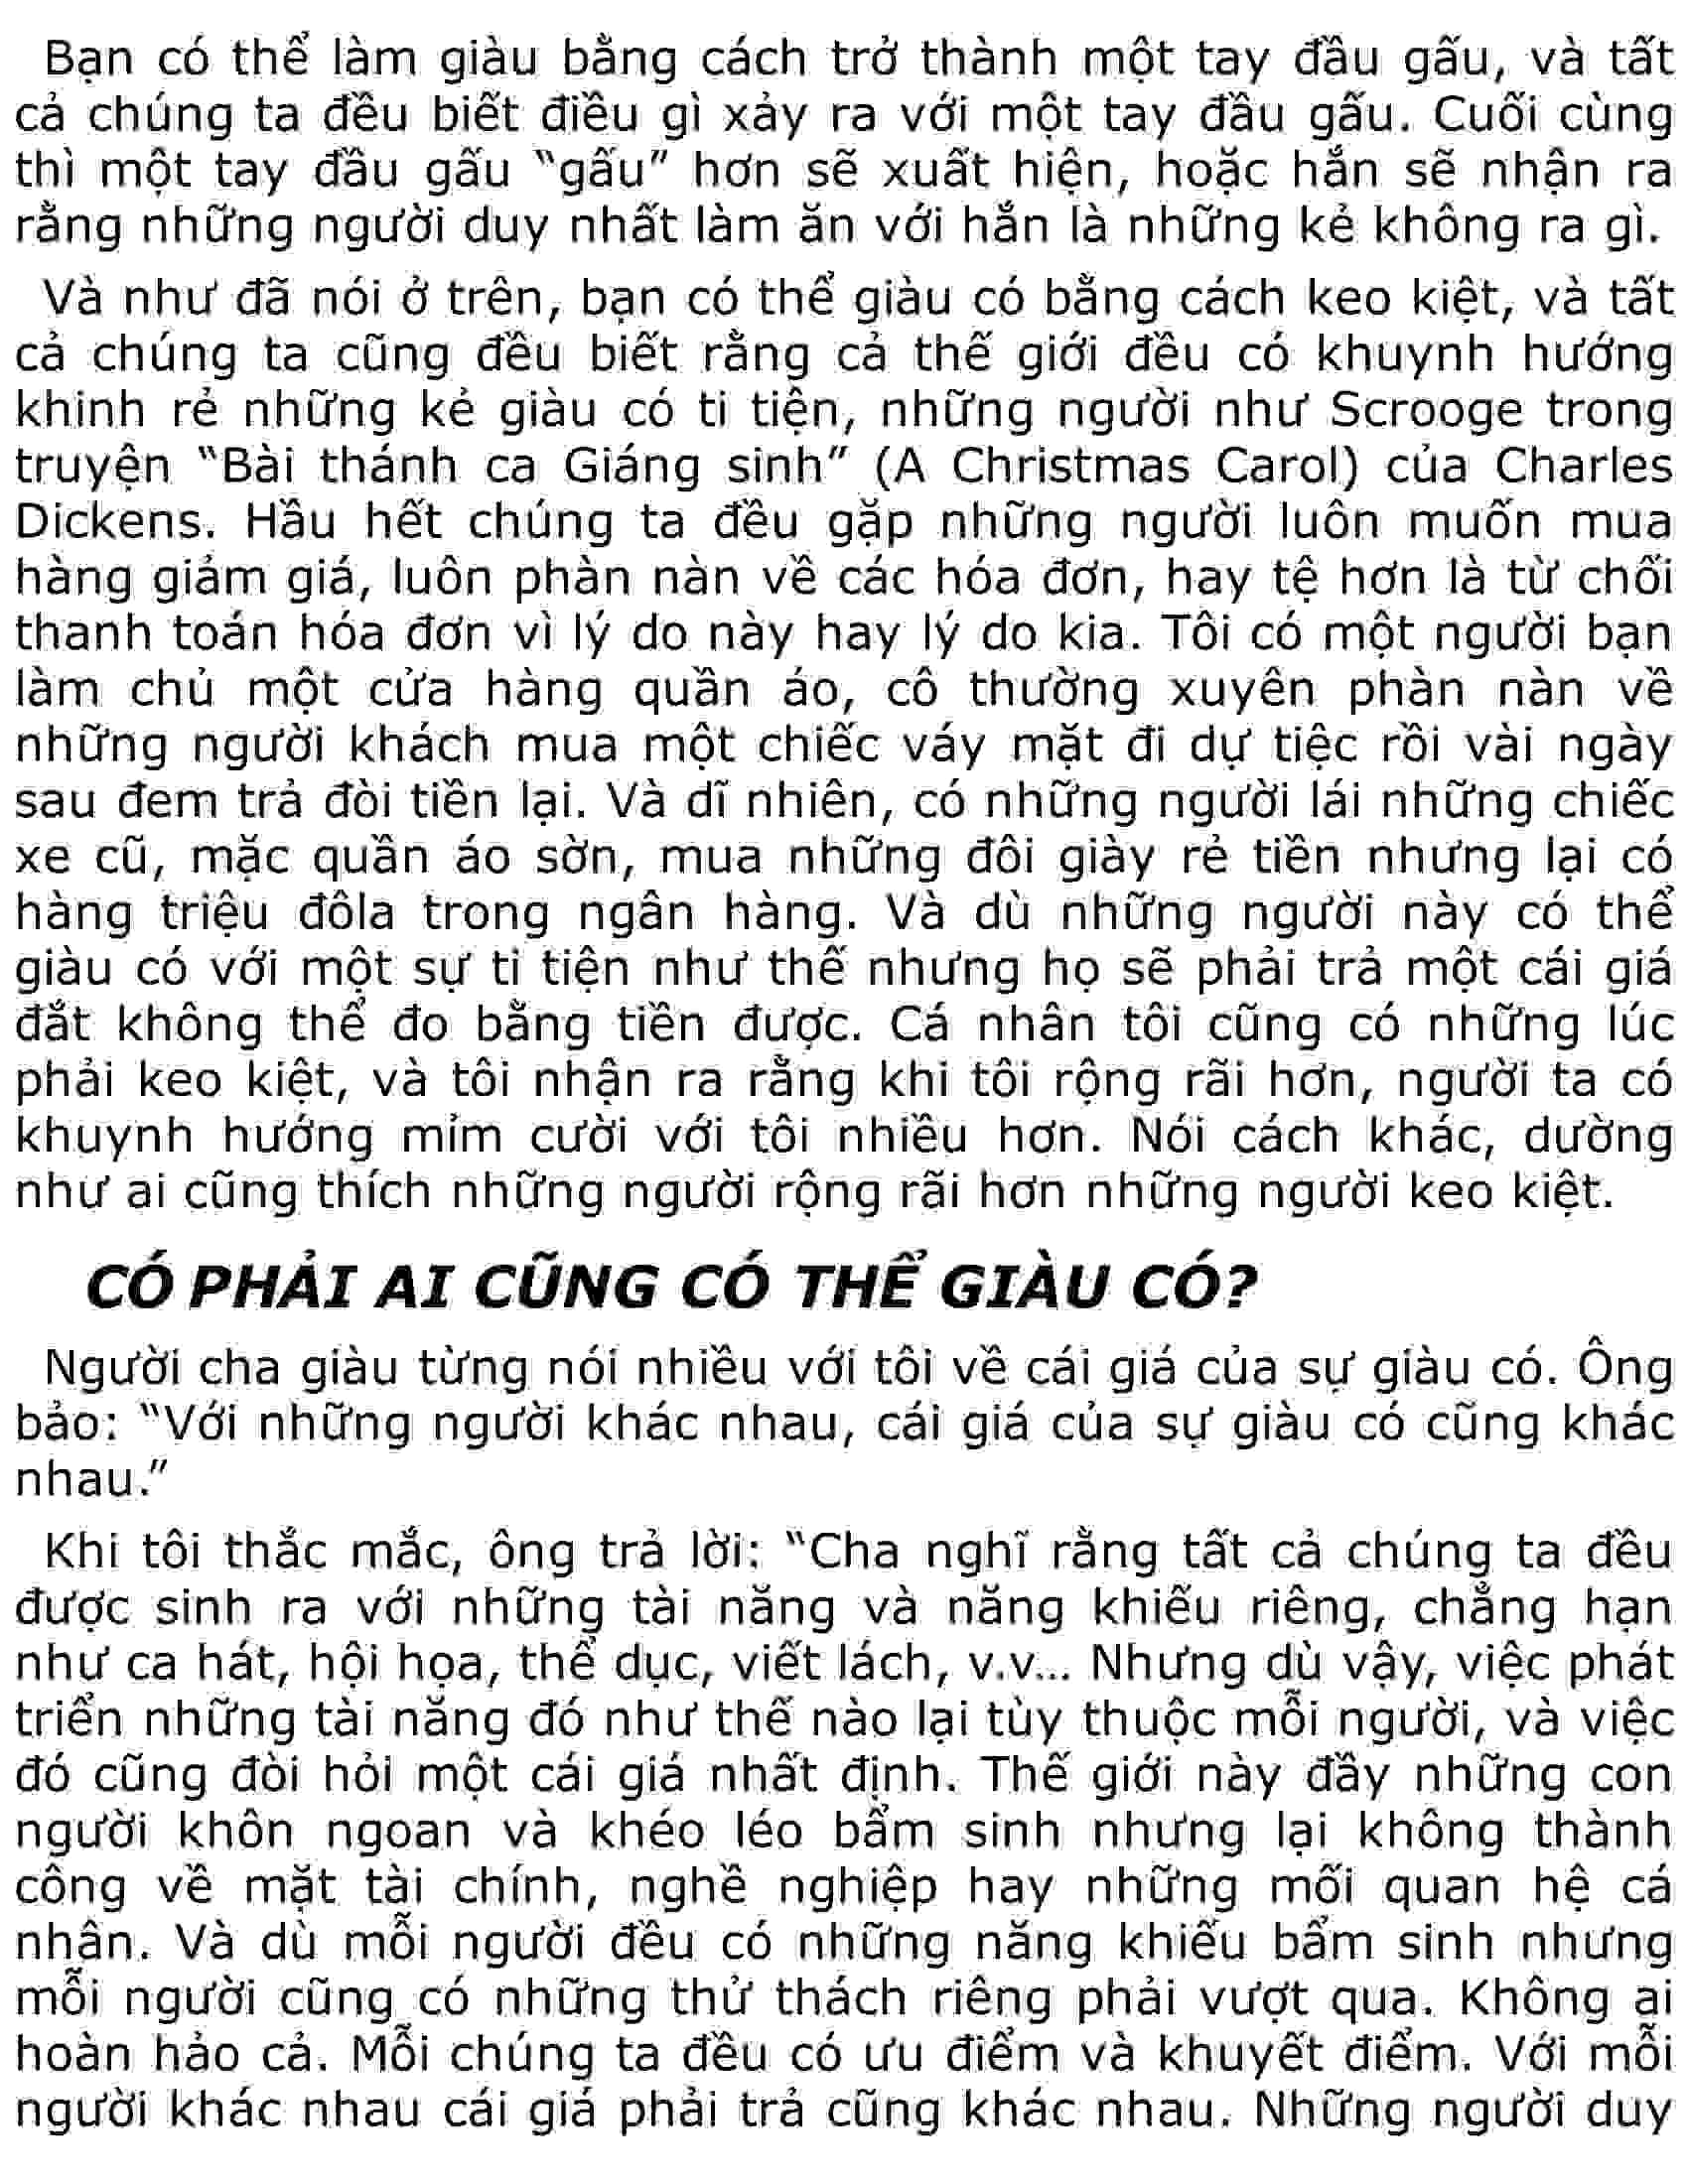 Bạn có thể làm giàu bằng cách trở thành một tay đầu gấu, và tất
cả chúng ta đều biết điều gì xảy ra với một tay đầu gấu. Cuối cùng
thì một tay đầu gấu “gấu” hơn sẽ xuất hiện, hoặc hắn sẽ nhận ra
rằng những người duy nhất làm ăn với hắn là những kẻ không ra gì.
Và như đã nói ở trên, bạn có thể giàu có bằng cách keo kiệt, và tất
cả chúng ta cũng đều biết rằng cả thế giới đều có khuynh hướng
khinh rẻ những kẻ giàu có ti tiện, những người như Scrooge trong
truyện “Bài thánh ca Giáng sinh” (A Christmas Carol) của Charles
Dickens. Hầu hết chúng ta đều gặp những người luôn muốn mua
hàng giảm giá, luôn phàn nàn về các hóa đơn, hay tệ hơn là từ chối
thanh toán hóa đơn vì lý do này hay lý do kia. Tôi có một người bạn
làm chủ một cửa hàng quần áo, cô thường xuyên phàn nàn về
những người khách mua một chiếc váy mặt đi dự tiệc rồi vài ngày
sau đem trả đòi tiền lại. Và dĩ nhiên, có những người lái những chiếc
xe cũ, mặc quần áo sờn, mua những đôi giày rẻ tiền nhưng lại có
hàng triệu đôla trong ngân hàng. Và dù những người này có thể
giàu có với một sự ti tiện như thế nhưng họ sẽ phải trả một cái giá
đắt không thể đo bằng tiền được. Cá nhân tôi cũng có những lúc
phải keo kiệt, và tôi nhận ra rằng khi tôi rộng rãi hơn, người ta có
khuynh hướng mỉm cười với tôi nhiều hơn. Nói cách khác, dường
như ai cũng thích những người rộng rãi hơn những người keo kiệt.
CÓ PHẢI AI CŨNG CÓ THỂ GIÀU CÓ?
Người cha giàu từng nói nhiều với tôi về cái giá của sự giàu có. Ông
bảo: “Với những người khác nhau, cái giá của sự giàu có cũng khác
nhau.”
Khi tôi thắc mắc, ông trả lời: “Cha nghĩ rằng tất cả chúng ta đều
được sinh ra với những tài năng và năng khiếu riêng, chẳng hạn
như ca hát, hội họa, thể dục, viết lách, v.v... Nhưng dù vậy, việc phát
triển những tài năng đó như thế nào lại tùy thuộc mỗi người, và việc
đó cũng đòi hỏi một cái giá nhất định. Thế giới này đầy những con
người khôn ngoan và khéo léo bẩm sinh nhưng lại không thành
công về mặt tài chính, nghề nghiệp hay những mối quan hệ cá
nhân. Và dù mỗi người đều có những năng khiếu bẩm sinh nhưng
mỗi người cũng có những thử thách riêng phải vượt qua. Không ai
hoàn hảo cả. Mỗi chúng ta đều có ưu điểm và khuyết điểm. Với mỗi
người khác nhau cái giá phải trả cũng khác nhau. Những người duy